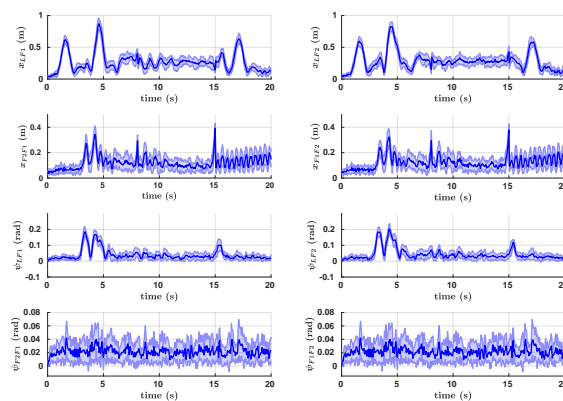 1
0.5
0
x_{LF1} (m)
0 5 10 15 20
time (s)
1
0.5
0
x_{LF2} (m)
0 5 10 15 20
time (s)
0.4
0.2
0
x_{F2F1} (m)
0 5 10 15 20
time (s)
0.4
0.2
0
x_{F1F2} (m)
0 5 10 15 20
time (s)
0.2
0.1
0
-0.1
ψ_{LF1} (rad)
0 5 10 15 20
time (s)
0.2
0.1
0
-0.1
ψ_{LF2} (rad)
0 5 10 15 20
time (s)
0.08
0.06
0.04
0.02
0
ψ_{F2F1} (rad)
0 5 10 15 20
time (s)
0.08
0.06
0.04
0.02
0
ψ_{F1F2} (rad)
0 5 10 15 20
time (s)